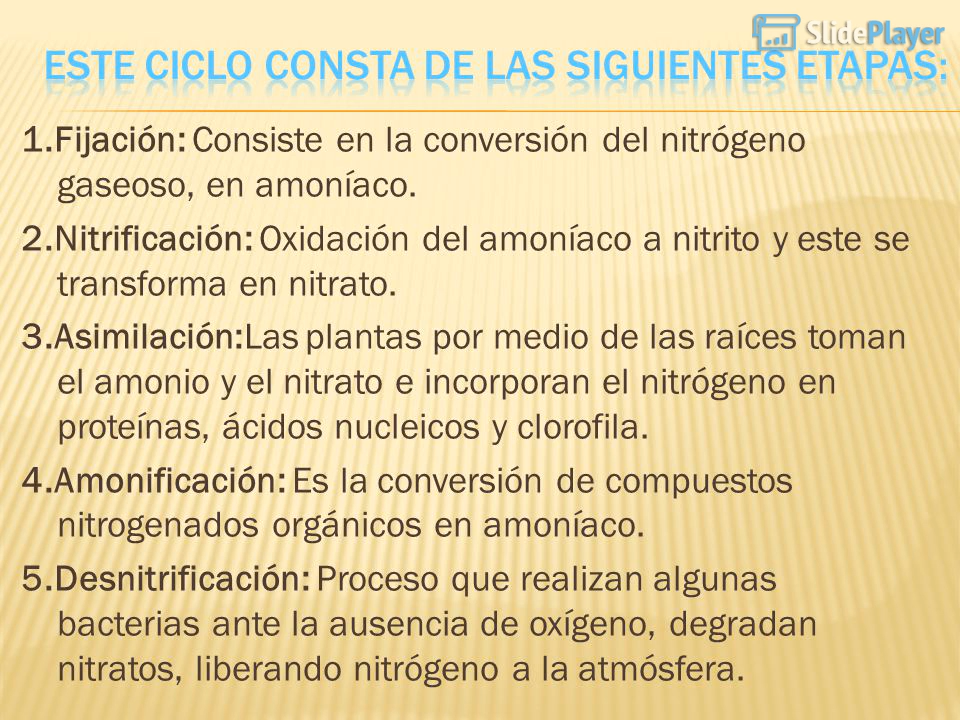 SlidePlayer
ESTE CICLO CONSTA DE LAS SIGUIENTES ETAPAS:
1.Fijación: Consiste en la conversión del nitrógeno
gaseoso, en amoníaco.
2.Nitrificación: Oxidación del amoníaco a nitrito y este se
transforma en nitrato.
3.Asimilación:Las plantas por medio de las raíces toman
el amonio y el nitrato e incorporan el nitrógeno en
proteínas, ácidos nucleicos y clorofila.
4.Amonificación: Es la conversión de compuestos
nitrogenados orgánicos en amoníaco.
5.Desnitrificación: Proceso que realizan algunas
bacterias ante la ausencia de oxígeno, degradan
nitratos, liberando nitrógeno a la atmósfera.